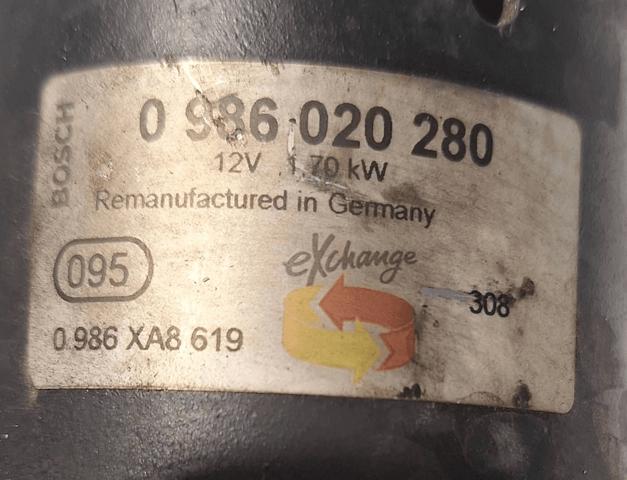 BOSCH
0 986 020 280
12V 1,70 kW
Remanufactured in Germany
eXchange
095
308
0.986 XA8 619